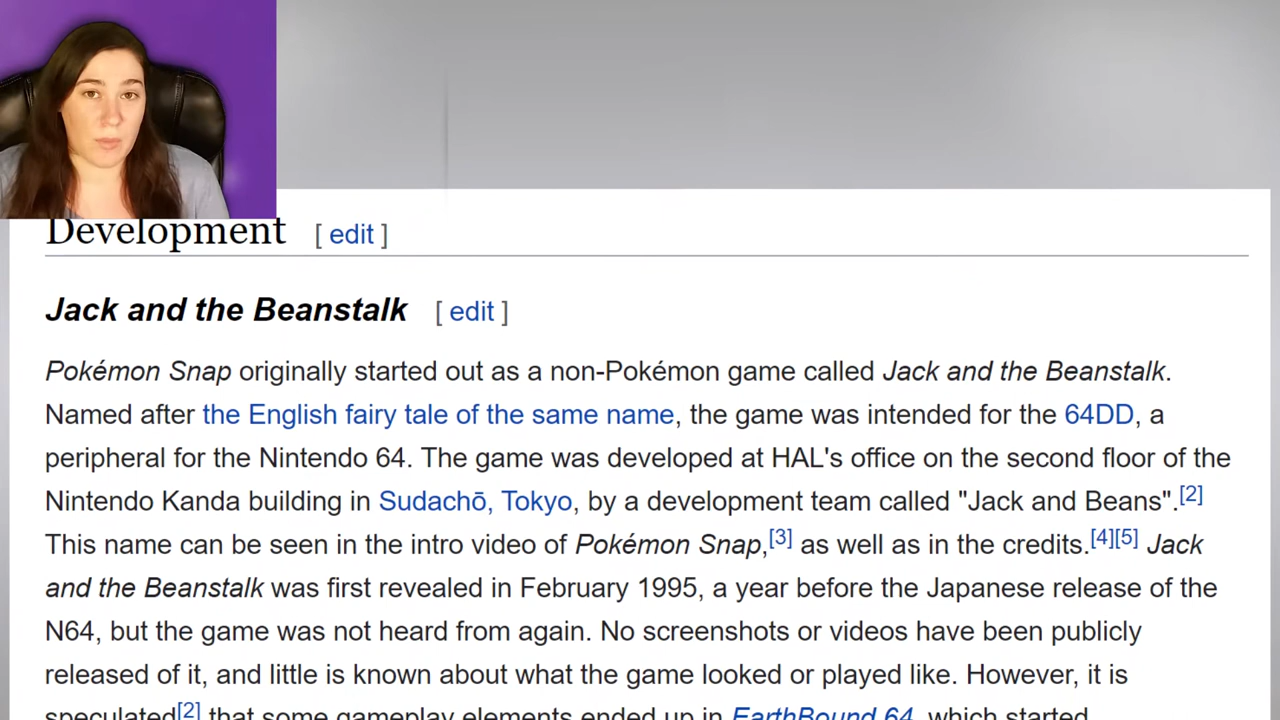 Development [ edit ]
Jack and the Beanstalk [ edit ]
Pokémon Snap originally started out as a non-Pokémon game called Jack and the Beanstalk.
Named after the English fairy tale of the same name, the game was intended for the 64DD, a
peripheral for the Nintendo 64. The game was developed at HAL's office on the second floor of the
Nintendo Kanda building in Sudachō, Tokyo, by a development team called "Jack and Beans".[2]
This name can be seen in the intro video of Pokémon Snap,[3] as well as in the credits.[4][5] Jack
and the Beanstalk was first revealed in February 1995, a year before the Japanese release of the
N64, but the game was not heard from again. No screenshots or videos have been publicly
released of it, and little is known about what the game looked or played like. However, it is
speculated[2] that some gameplay elements ended up in EarthBound 64, which started